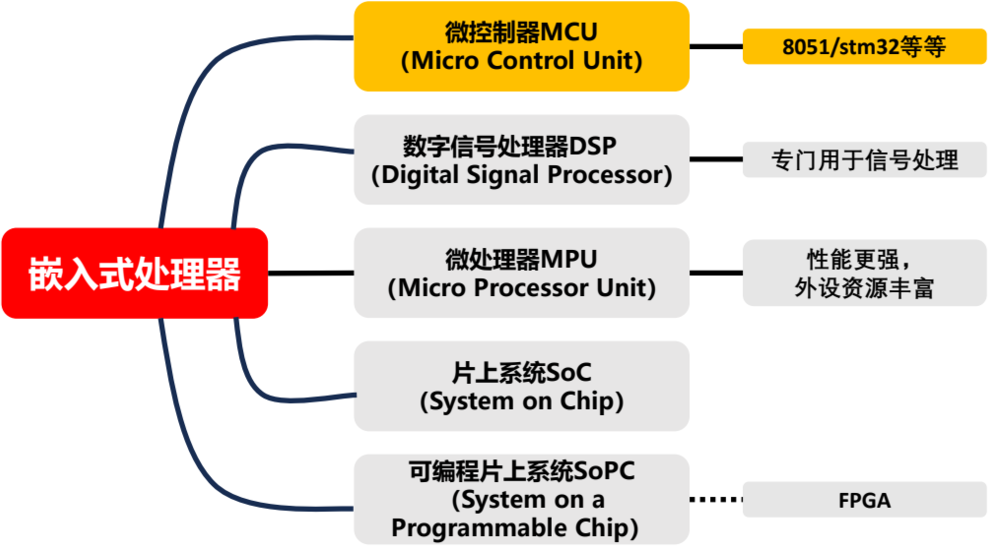 嵌入式处理器
微控制器MCU
(Micro Control Unit)
8051/stm32等等
数字信号处理器DSP
(Digital Signal Processor)
专门用于信号处理
微处理器MPU
(Micro Processor Unit)
性能更强，
外设资源丰富
片上系统SoC
(System on Chip)
可编程片上系统SoPC
(System on a
Programmable Chip)
FPGA